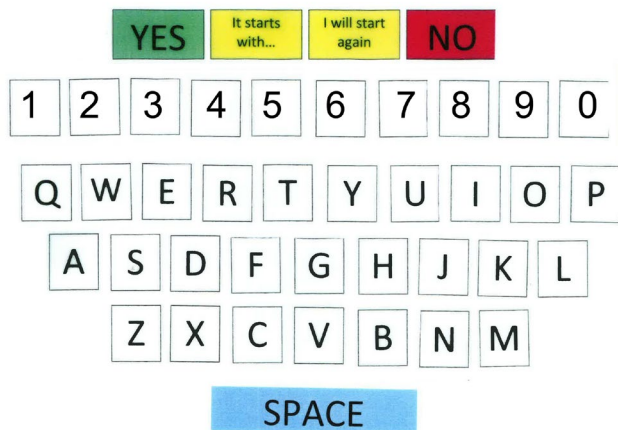 YES It starts with... I will start again NO
1 2 3 4 5 6 7 8 9 0
Q W E R T Y U I O P
A S D F G H J K L
Z X C V B N M
SPACE